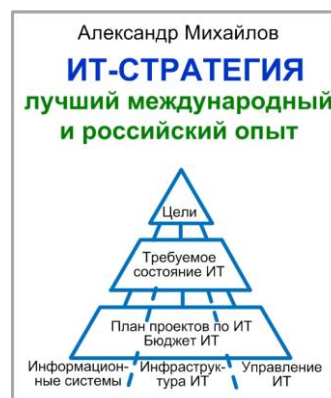 Александр Михайлов
ИТ-СТРАТЕГИЯ
лучший международный
и российский опыт
Цели
Требуемое
состояние ИТ
План проектов по ИТ
Бюджет ИТ
Информацион-
ные системы
Инфраструк-
тура ИТ
Управление
ИТ